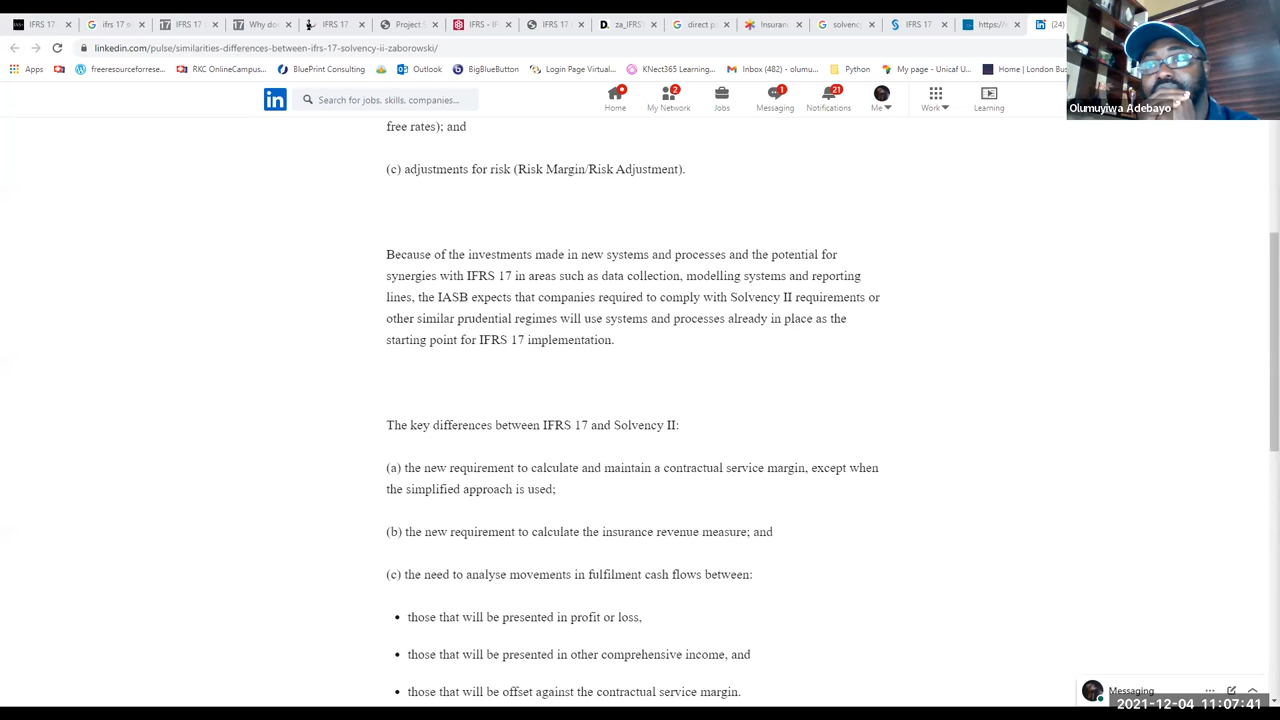 IFRS 17
ifrs 17 s
IFRS 17
Why do
IFRS 17
Project S
IFRS - IF
IFRS 17
za_IFRS
direct p
Insuran
solvenc
IFRS 17
https://
(24)
linkedin.com/pulse/similarities-differences-between-ifrs-17-solvency-ii-zaborowski/
Apps
freeresourceforrese...
RKC OnlineCampus...
BluePrint Consulting
Outlook
BigBlueButton
Login Page Virtual...
KNect365 Learning...
Inbox (482) - olumu...
Python
My page - Unicaf U...
Home | London Bus
Search for jobs, skills, companies...
Home
2
My Network
Jobs
1
Messaging
21
Notifications
Me
Work
Learning
Olumuyiwa Adebayo
free rates); and
(c) adjustments for risk (Risk Margin/Risk Adjustment).
Because of the investments made in new systems and processes and the potential for
synergies with IFRS 17 in areas such as data collection, modelling systems and reporting
lines, the IASB expects that companies required to comply with Solvency II requirements or
other similar prudential regimes will use systems and processes already in place as the
starting point for IFRS 17 implementation.
The key differences between IFRS 17 and Solvency II:
(a) the new requirement to calculate and maintain a contractual service margin, except when
the simplified approach is used;
(b) the new requirement to calculate the insurance revenue measure; and
(c) the need to analyse movements in fulfilment cash flows between:
• those that will be presented in profit or loss,
• those that will be presented in other comprehensive income, and
• those that will be offset against the contractual service margin.
Messaging
2021-12-04 11:07:41